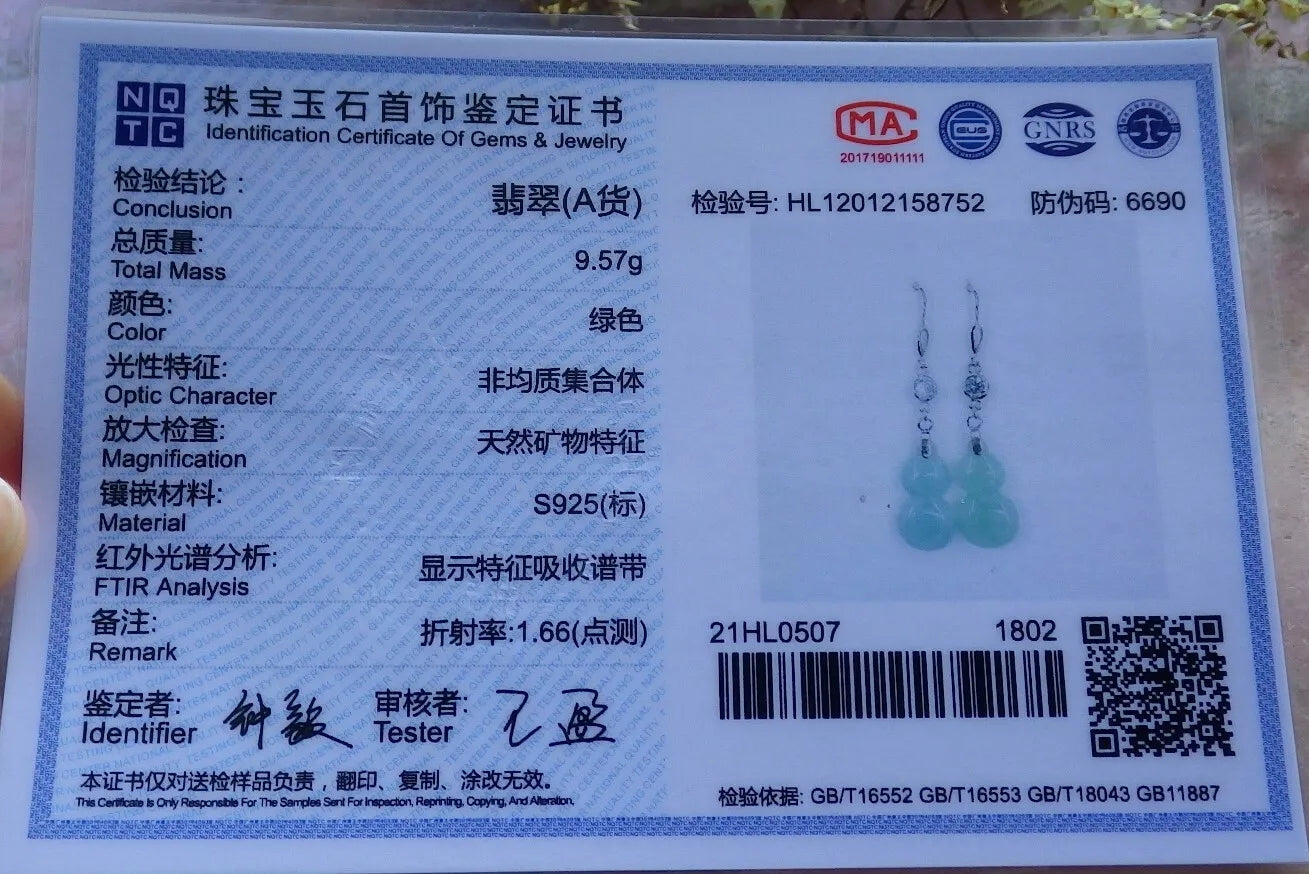 NQ
TC
珠宝玉石首饰鉴定证书
Identification Certificate Of Gems & Jewelry
检验结论:
Conclusion
翡翠(A货)
总质量:
Total Mass
9.57g
颜色:
Color
绿色
光性特征:
Optic Character
非均质集合体
放大检查:
Magnification
天然矿物特征
镶嵌材料:
Material
S925(标)
红外光谱分析:
FTIR Analysis
显示特征吸收谱带
备注:
Remark
折射率:1.66(点测)
鉴定者:
Identifier
审核者:
Tester
本证书仅对送检样品负责，翻印、复制、涂改无效。
This Certificate Is Only Responsible For The Samples Sent For Inspection, Reprinting, Copying, And Alteration.
MA
201719011111
GNRS
检验号: HL12012158752 防伪码: 6690
21HL0507 1802
检验依据: GB/T16552 GB/T16553 GB/T18043 GB11887